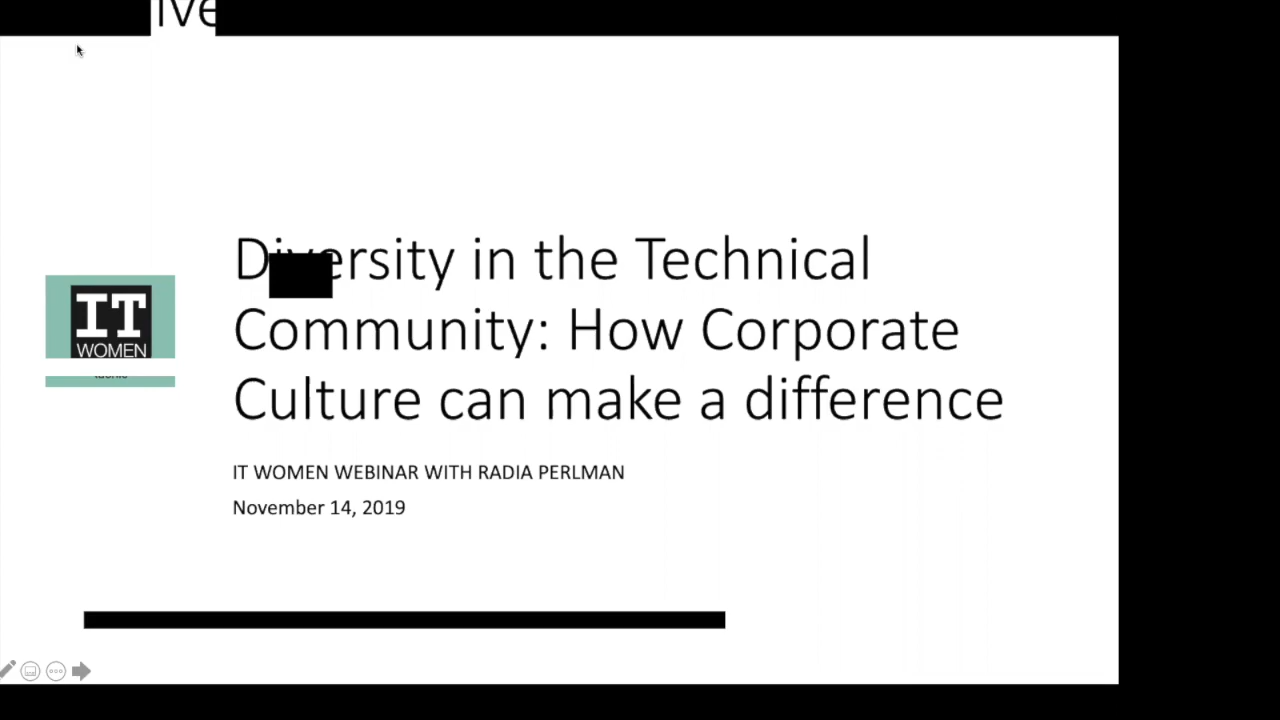 ive
Diversity in the Technical
Community: How Corporate
Culture can make a difference
IT
WOMEN
IT WOMEN WEBINAR WITH RADIA PERLMAN
November 14, 2019